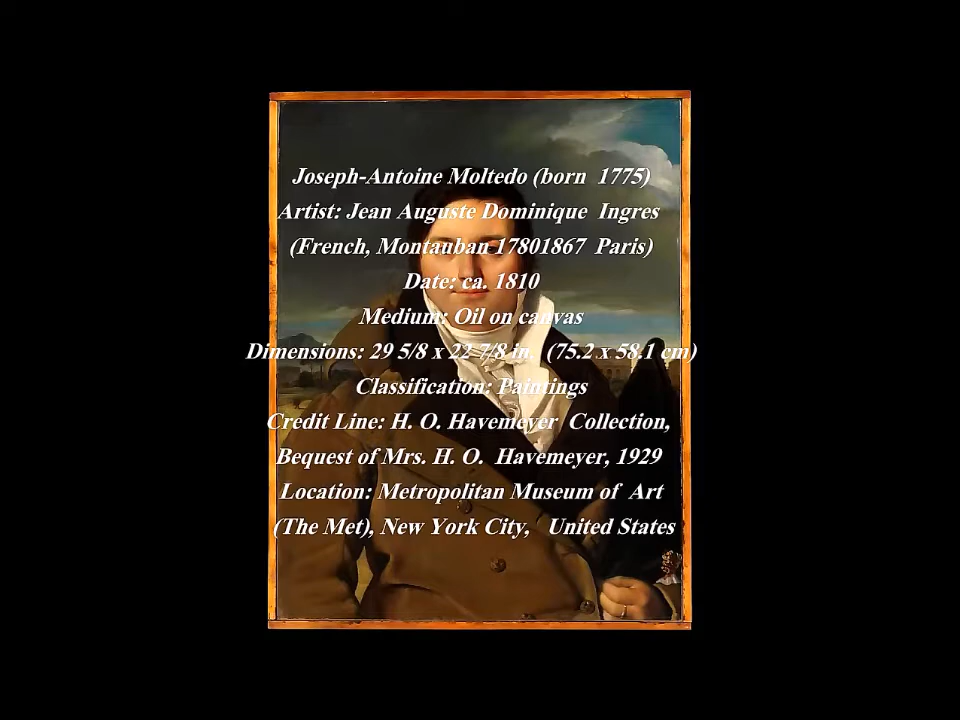 Joseph-Antoine Moltedo (born 1775)
Artist: Jean Auguste Dominique Ingres
(French, Montauban 17801867 Paris)
Date: ca. 1810
Medium: Oil on canvas
Dimensions: 29 5/8 x 22 7/8 in. (75.2 x 58.1 cm)
Classification: Paintings
Credit Line: H. O. Havemeyer Collection,
Bequest of Mrs. H. O. Havemeyer, 1929
Location: Metropolitan Museum of Art
(The Met), New York City, United States